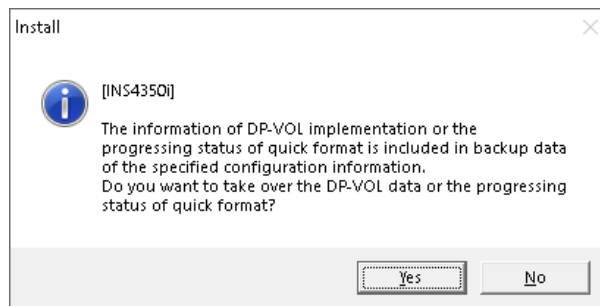 Install
[INS4350i]
The information of DP-VOL implementation or the
progressing status of quick format is included in backup data
of the specified configuration information.
Do you want to take over the DP-VOL data or the progressing
status of quick format?
Yes
No